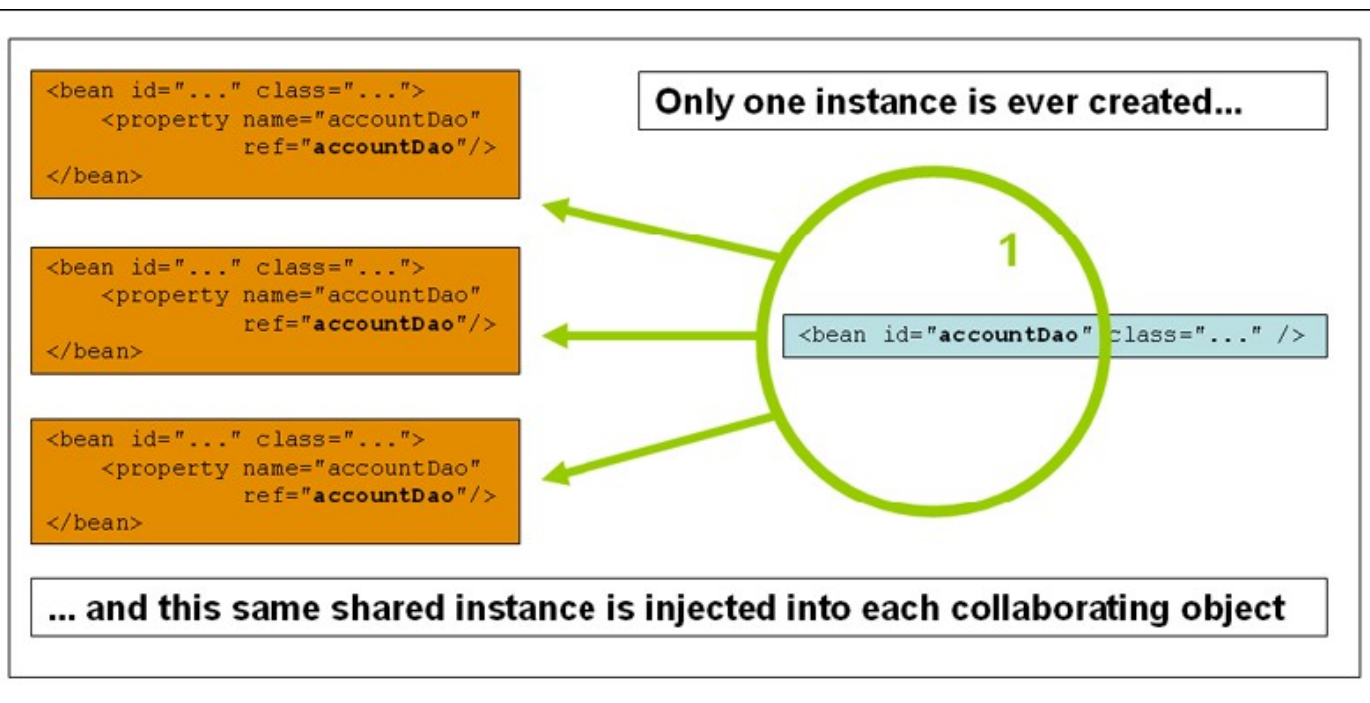 <bean id="..." class="...">
<property name="accountDao"
ref="accountDao"/>
</bean>
Only one instance is ever created...
<bean id="..." class="...">
<property name="accountDao"
ref="accountDao"/>
</bean>
1
<bean id="accountDao" class="..." />
<bean id="..." class="...">
<property name="accountDao"
ref="accountDao"/>
</bean>
... and this same shared instance is injected into each collaborating object